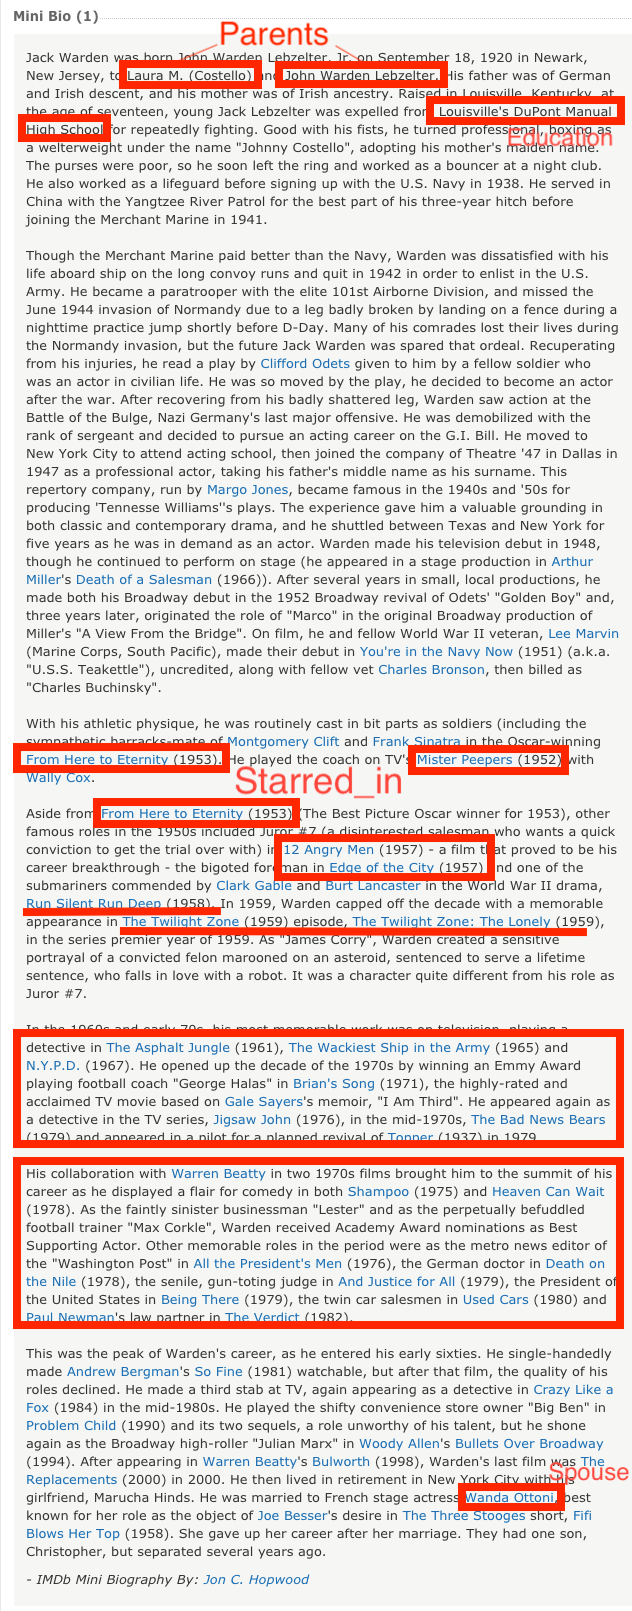 Mini Bio (1)
Parents
Jack Warden was born John Warden Lebzelter, Jr. on September 18, 1920 in Newark,
New Jersey, to Laura M. (Costello) and John Warden Lebzelter. His father was of German
and Irish descent, and his mother was of Irish ancestry. Raised in Louisville, Kentucky, at
the age of seventeen, young Jack Lebzelter was expelled from Louisville's DuPont Manual
High School for repeatedly fighting. Good with his fists, he turned professional, boxing as
Education
a welterweight under the name "Johnny Costello", adopting his mother's maiden name.
The purses were poor, so he soon left the ring and worked as a bouncer at a night club.
He also worked as a lifeguard before signing up with the U.S. Navy in 1938. He served in
China with the Yangtzee River Patrol for the best part of his three-year hitch before
joining the Merchant Marine in 1941.
Though the Merchant Marine paid better than the Navy, Warden was dissatisfied with his
life aboard ship on the long convoy runs and quit in 1942 in order to enlist in the U.S.
Army. He became a paratrooper with the elite 101st Airborne Division, and missed the
June 1944 invasion of Normandy due to a leg badly broken by landing on a fence during a
nighttime practice jump shortly before D-Day. Many of his comrades lost their lives during
the Normandy invasion, but the future Jack Warden was spared that ordeal. Recuperating
from his injuries, he read a play by Clifford Odets given to him by a fellow soldier who
was an actor in civilian life. He was so moved by the play, he decided to become an actor
after the war. After recovering from his badly shattered leg, Warden saw action at the
Battle of the Bulge, Nazi Germany's last major offensive. He was demobilized with the
rank of sergeant and decided to pursue an acting career on the G.I. Bill. He moved to
New York City to attend acting school, then joined the company of Theatre '47 in Dallas in
1947 as a professional actor, taking his father's middle name as his surname. This
repertory company, run by Margo Jones, became famous in the 1940s and '50s for
producing 'Tennesse Williams''s plays. The experience gave him a valuable grounding in
both classic and contemporary drama, and he shuttled between Texas and New York for
five years as he was in demand as an actor. Warden made his television debut in 1948,
though he continued to perform on stage (he appeared in a stage production in Arthur
Miller's Death of a Salesman (1966)). After several years in small, local productions, he
made both his Broadway debut in the 1952 Broadway revival of Odets' "Golden Boy" and,
three years later, originated the role of "Marco" in the original Broadway production of
Miller's "A View From the Bridge". On film, he and fellow World War II veteran, Lee Marvin
(Marine Corps, South Pacific), made their debut in You're in the Navy Now (1951) (a.k.a.
"U.S.S. Teakettle"), uncredited, along with fellow vet Charles Bronson, then billed as
"Charles Buchinsky".
With his athletic physique, he was routinely cast in bit parts as soldiers (including the
sympathetic barracks-mate of Montgomery Clift and Frank Sinatra in the Oscar-winning
From Here to Eternity (1953). He played the coach on TV's Mister Peepers (1952) with
Wally Cox.
Starred_in
Aside from From Here to Eternity (1953) (The Best Picture Oscar winner for 1953), other
famous roles in the 1950s included Juror #7 (a disinterested salesman who wants a quick
conviction to get the trial over with) in 12 Angry Men (1957) - a film that proved to be his
career breakthrough - the bigoted foreman in Edge of the City (1957) and one of the
submariners commended by Clark Gable and Burt Lancaster in the World War II drama,
Run Silent Run Deep (1958). In 1959, Warden capped off the decade with a memorable
appearance in The Twilight Zone (1959) episode, The Twilight Zone: The Lonely (1959),
in the series premier year of 1959. As "James Corry", Warden created a sensitive
portrayal of a convicted felon marooned on an asteroid, sentenced to serve a lifetime
sentence, who falls in love with a robot. It was a character quite different from his role as
Juror #7.
In the 1960s and early 70s, his most memorable work was on television, playing a
detective in The Asphalt Jungle (1961), The Wackiest Ship in the Army (1965) and
N.Y.P.D. (1967). He opened up the decade of the 1970s by winning an Emmy Award
playing football coach "George Halas" in Brian's Song (1971), the highly-rated and
acclaimed TV movie based on Gale Sayers's memoir, "I Am Third". He appeared again as
a detective in the TV series, Jigsaw John (1976), in the mid-1970s, The Bad News Bears
(1979) and appeared in a pilot for a planned revival of Topper (1937) in 1979.
His collaboration with Warren Beatty in two 1970s films brought him to the summit of his
career as he displayed a flair for comedy in both Shampoo (1975) and Heaven Can Wait
(1978). As the faintly sinister businessman "Lester" and as the perpetually befuddled
football trainer "Max Corkle", Warden received Academy Award nominations as Best
Supporting Actor. Other memorable roles in the period were as the metro news editor of
the "Washington Post" in All the President's Men (1976), the German doctor in Death on
the Nile (1978), the senile, gun-toting judge in And Justice for All (1979), the President of
the United States in Being There (1979), the twin car salesmen in Used Cars (1980) and
Paul Newman's law partner in The Verdict (1982).
This was the peak of Warden's career, as he entered his early sixties. He single-handedly
made Andrew Bergman's So Fine (1981) watchable, but after that film, the quality of his
roles declined. He made a third stab at TV, again appearing as a detective in Crazy Like a
Fox (1984) in the mid-1980s. He played the shifty convenience store owner "Big Ben" in
Problem Child (1990) and its two sequels, a role unworthy of his talent, but he shone
again as the Broadway high-roller "Julian Marx" in Woody Allen's Bullets Over Broadway
(1994). After appearing in Warren Beatty's Bulworth (1998), Warden's last film was The
Replacements (2000) in 2000. He then lived in retirement in New York City with his
Spouse
girlfriend, Marucha Hinds. He was married to French stage actress Wanda Ottoni, best
known for her role as the object of Joe Besser's desire in The Three Stooges short, Fifi
Blows Her Top (1958). She gave up her career after her marriage. They had one son,
Christopher, but separated several years ago.
- IMDb Mini Biography By: Jon C. Hopwood